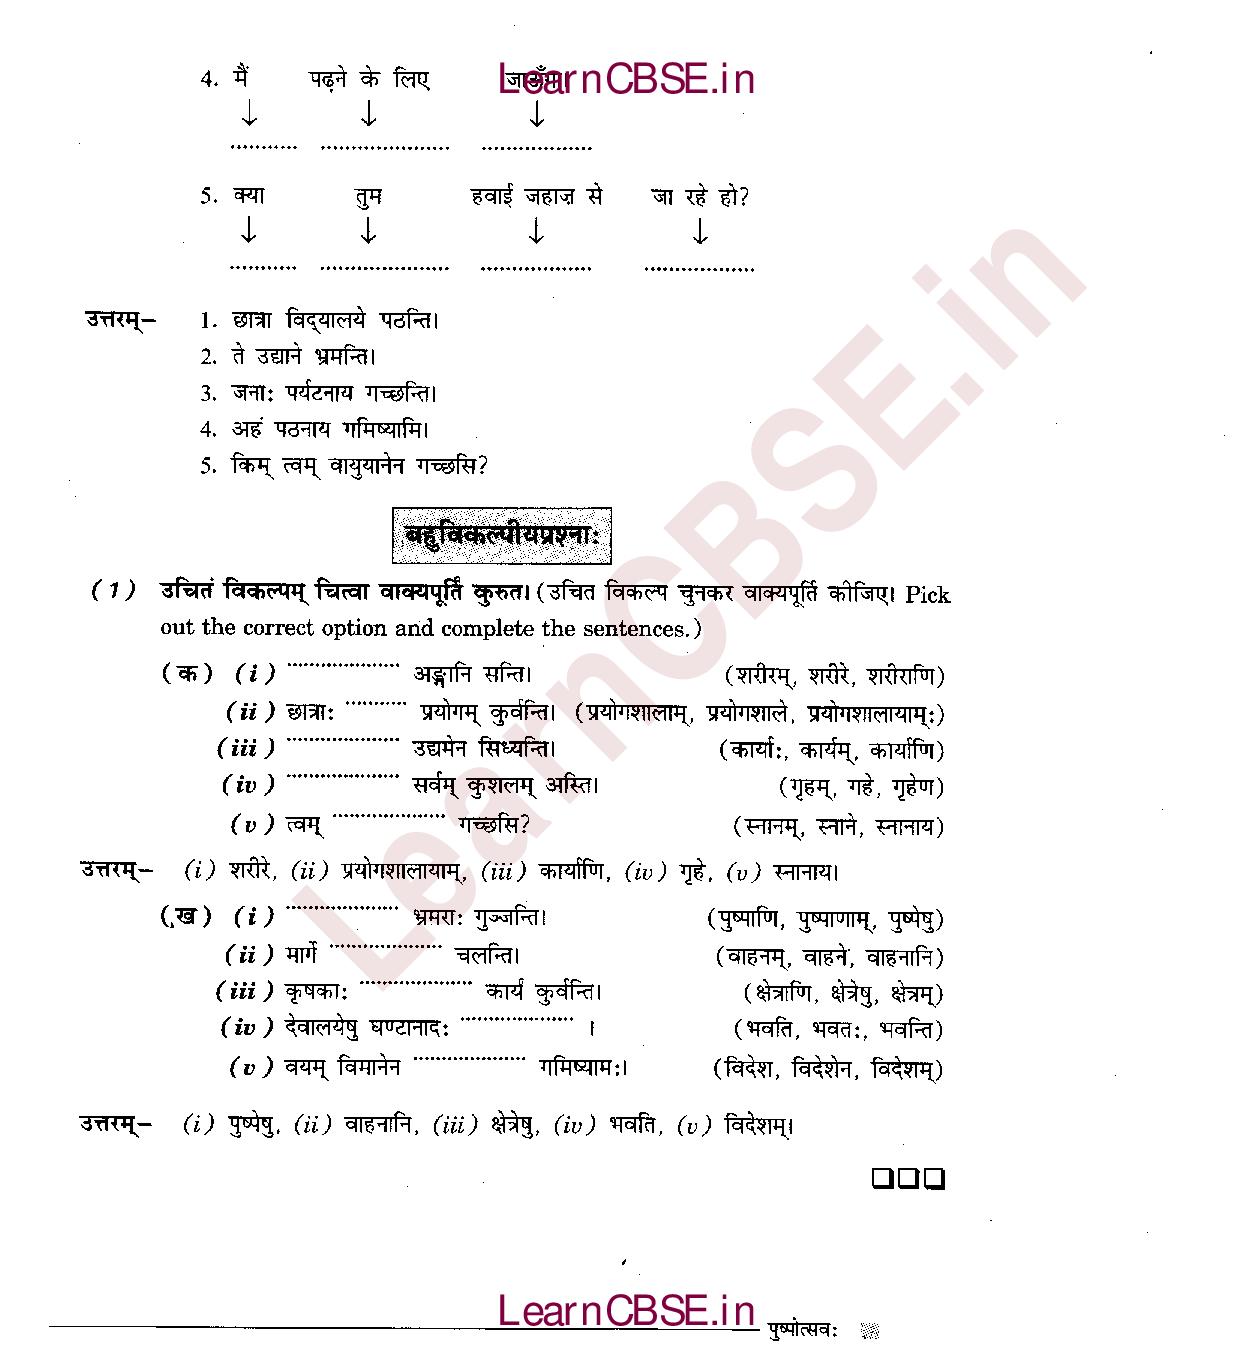 LearnCBSE.in
4. मैं पढ़ने के लिए
5. क्या तुम हवाई जहाज़ से जा रहे हो?
उत्तरम्– 1. छात्रा विद्यालये पठन्ति।
2. ते उद्याने भ्रमन्ति।
3. जनाः पर्यटनाय गच्छन्ति।
4. अहं पठनाय गमिष्यामि।
5. किम् त्वम् वायुयानेन गच्छसि?
बहुविकल्पीयप्रश्नाः
(1) उचितं विकल्पम् चित्वा वाक्यपूर्तिं कुरुत। (उचित विकल्प चुनकर वाक्यपूर्ति कीजिए। Pick
out the correct option and complete the sentences.)
(क) (i) .................... अङ्गानि सन्ति। (शरीरम्, शरीरे, शरीराणि)
(ii) छात्राः ........... प्रयोगम् कुर्वन्ति। (प्रयोगशालाम्, प्रयोगशाले, प्रयोगशालायाम्:)
(iii) .................... उद्यमेन सिध्यन्ति। (कार्याः, कार्यम्, कार्याणि)
(iv) .................... सर्वम् कुशलम् अस्ति। (गृहम्, गहे, गृहेण)
(v) त्वम् .................... गच्छसि? (स्नानम्, स्नाने, स्नानाय)
उत्तरम्– (i) शरीरे, (ii) प्रयोगशालायाम्, (iii) कार्याणि, (iv) गृहे, (v) स्नानाय।
(ख) (i) .................... भ्रमराः गुञ्जन्ति। (पुष्पाणि, पुष्पाणाम्, पुष्पेषु)
(ii) मार्गे .................... चलन्ति। (वाहनम्, वाहने, वाहनानि)
(iii) कृषकाः .................... कार्यं कुर्वन्ति। (क्षेत्राणि, क्षेत्रेषु, क्षेत्रम्)
(iv) देवालयेषु घण्टानादः .................... । (भवति, भवतः, भवन्ति)
(v) वयम् विमानेन .................... गमिष्यामः। (विदेश, विदेशेन, विदेशम्)
उत्तरम्– (i) पुष्पेषु, (ii) वाहनानि, (iii) क्षेत्रेषु, (iv) भवति, (v) विदेशम्।
LearnCBSE.in
पुष्पोत्सवः
LearnCBSE.in